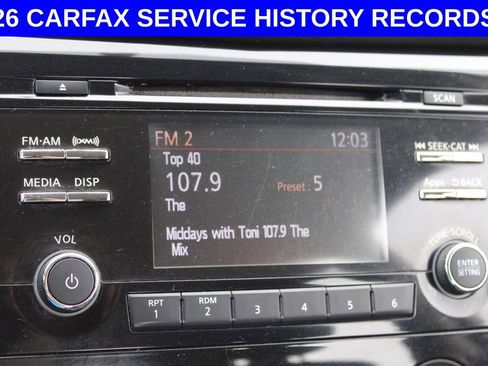 26 CARFAX SERVICE HISTORY RECORDS
SCAN
FM·AM
((XM))
MEDIA
DISP
VOL
FM 2
12:03
Top 40
107.9
Preset : 5
The
Middays with Toni 107.9 The
Mix
SEEK·CAT
Apps
BACK
TUNE·SCROLL
ENTER
SETTING
RPT
1
RDM
2
3
4
5
6